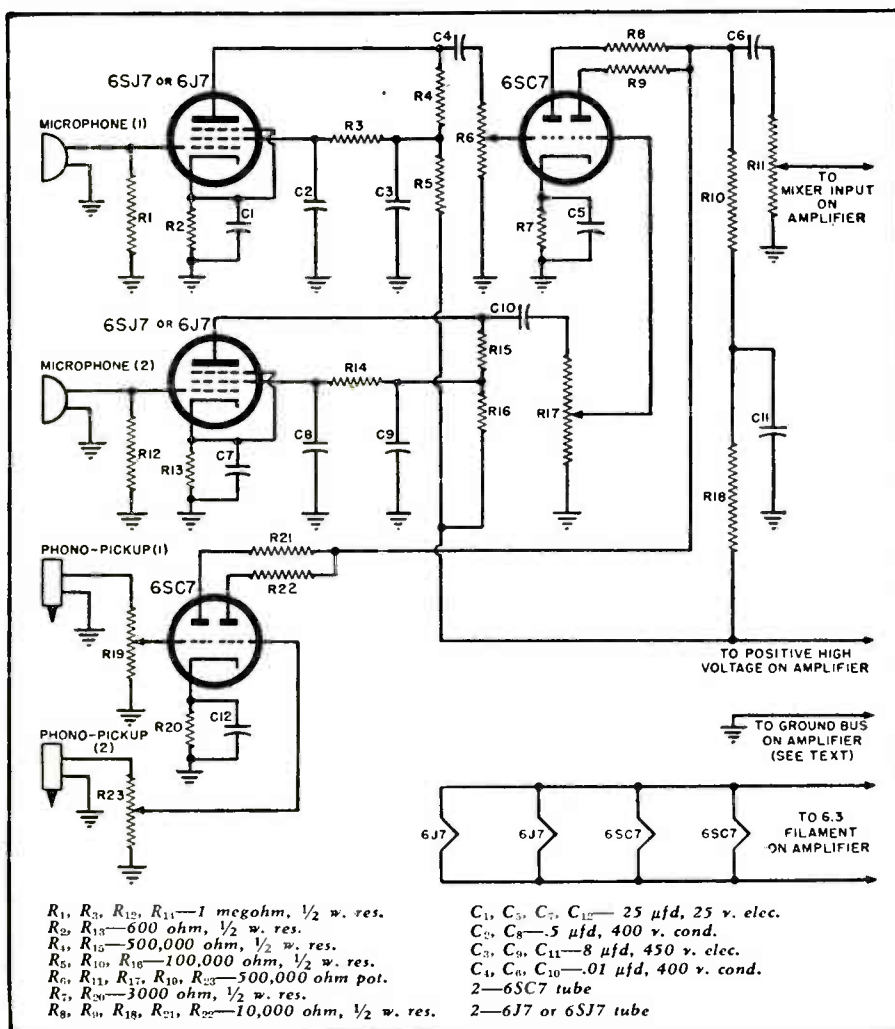 C4
R8
C6
6SJ7 OR 6J7
6SC7
R9
MICROPHONE (1)
R4
R3
R6
R5
R10
R11
TO
MIXER INPUT
ON
AMPLIFIER
R1
R2
C1
C2
C3
R7
C5
6SJ7 OR 6J7
C10
MICROPHONE (2)
R14
R15
R16
R17
C11
R12
R13
C7
C8
C9
R18
PHONO-PICKUP (1)
R21
6SC7
R22
R19
TO POSITIVE HIGH
VOLTAGE ON AMPLIFIER
R20
C12
PHONO-PICKUP
(2)
TO GROUND BUS
ON AMPLIFIER
(SEE TEXT)
R23
6J7
6J7
6SC7
6SC7
TO 6.3
FILAMENT
ON AMPLIFIER
R₁, R₃, R₁₂, R₁₄—1 megohm, ½ w. res.
R₂, R₁₃—600 ohm, ½ w. res.
R₄, R₁₅—500,000 ohm, ½ w. res.
R₅, R₁₀, R₁₆—100,000 ohm, ½ w. res.
R₆, R₁₁, R₁₇, R₁₉, R₂₃—500,000 ohm pot.
R₇, R₂₀—3000 ohm, ½ w. res.
R₈, R₉, R₁₈, R₂₁, R₂₂—10,000 ohm, ½ w. res.
C₁, C₅, C₇, C₁₂— 25 µfd, 25 v. elec.
C₂, C₈—.5 µfd, 400 v. cond.
C₃, C₉, C₁₁—8 µfd, 450 v. elec.
C₄, C₆, C₁₀—.01 µfd, 400 v. cond.
2—6SC7 tube
2—6J7 or 6SJ7 tube